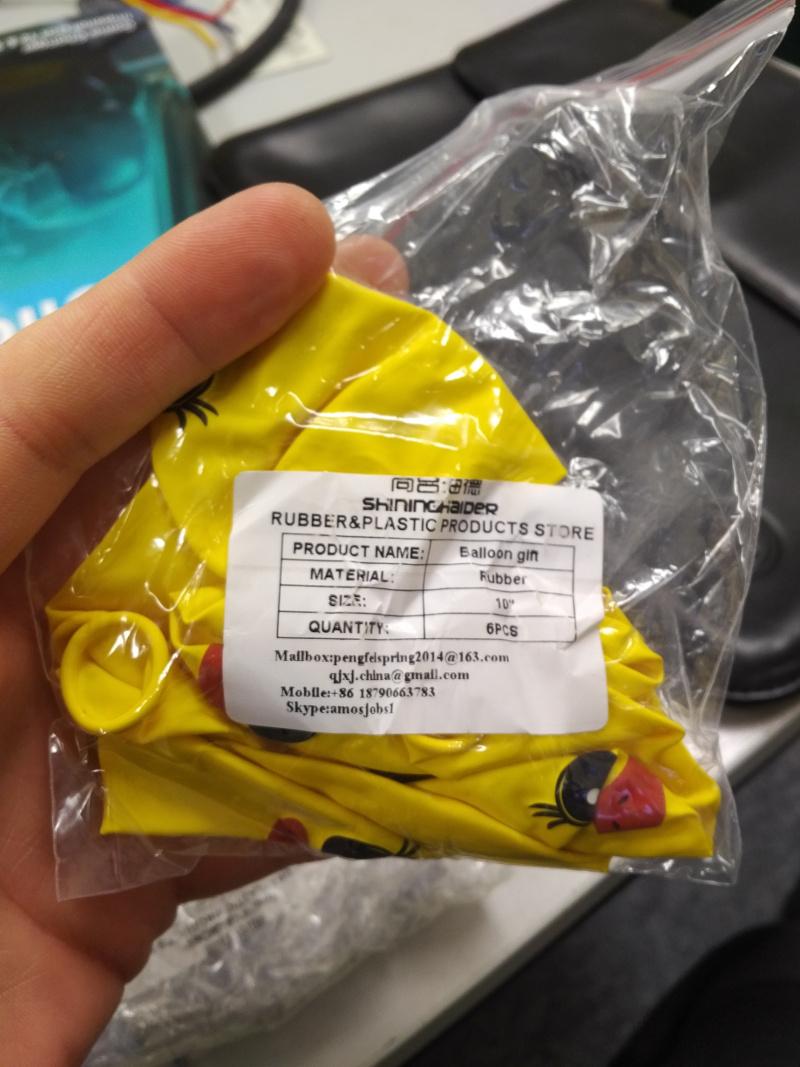 SHININGHAIDER
RUBBER&PLASTIC PRODUCTS STORE
PRODUCT NAME: Balloon gift
MATERIAL: Rubber
SIZE: 10"
QUANTITY: 6PCS
Mailbox:pengfeispring2014@163.com
qjxj.china@gmail.com
Mobile:+86 18790663783
Skype:amosjobs1